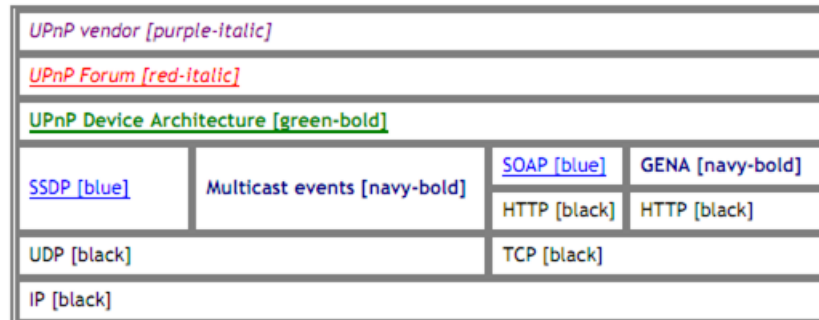 UPnP vendor [purple-italic]
UPnP Forum [red-italic]
UPnP Device Architecture [green-bold]
SSDP [blue]
Multicast events [navy-bold]
SOAP [blue]
GENA [navy-bold]
HTTP [black]
HTTP [black]
UDP [black]
TCP [black]
IP [black]